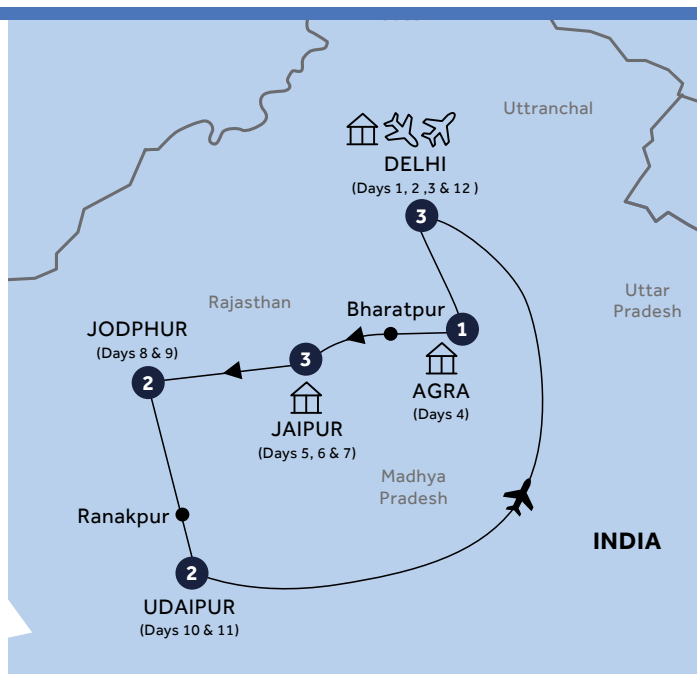 Uttranchal
DELHI
(Days 1, 2 ,3 & 12 )
3
Uttar
Pradesh
Rajasthan
Bharatpur
1
JODPHUR
(Days 8 & 9)
3
2
AGRA
(Days 4)
JAIPUR
(Days 5, 6 & 7)
Madhya
Pradesh
Ranakpur
INDIA
2
UDAIPUR
(Days 10 & 11)